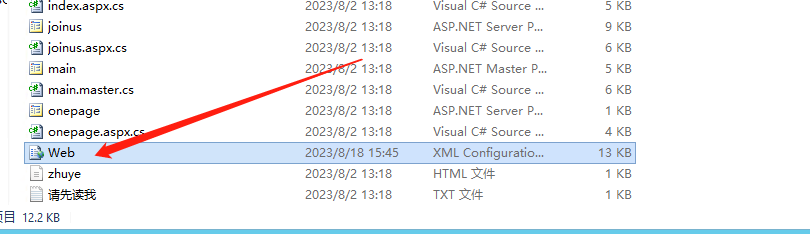 index.aspx.cs 2023/8/2 13:18 Visual C# Source ... 5 KB
joinus 2023/8/2 13:18 ASP.NET Server P... 9 KB
joinus.aspx.cs 2023/8/2 13:18 Visual C# Source ... 6 KB
main 2023/8/2 13:18 ASP.NET Master P... 5 KB
main.master.cs 2023/8/2 13:18 Visual C# Source ... 6 KB
onepage 2023/8/2 13:18 ASP.NET Server P... 1 KB
onepage.aspx.cs 2023/8/2 13:18 Visual C# Source ... 4 KB
Web 2023/8/18 15:45 XML Configuratio... 13 KB
zhuye 2023/8/2 13:18 HTML 文件 1 KB
请先读我 2023/8/2 13:18 TXT 文件 1 KB
项目 12.2 KB